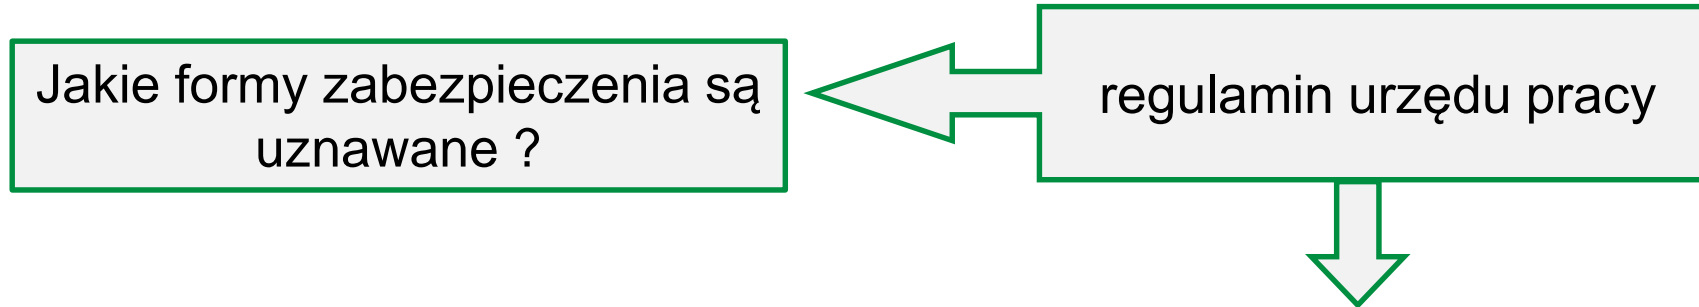 Jakie formy zabezpieczenia są
uznawane ?
regulamin urzędu pracy